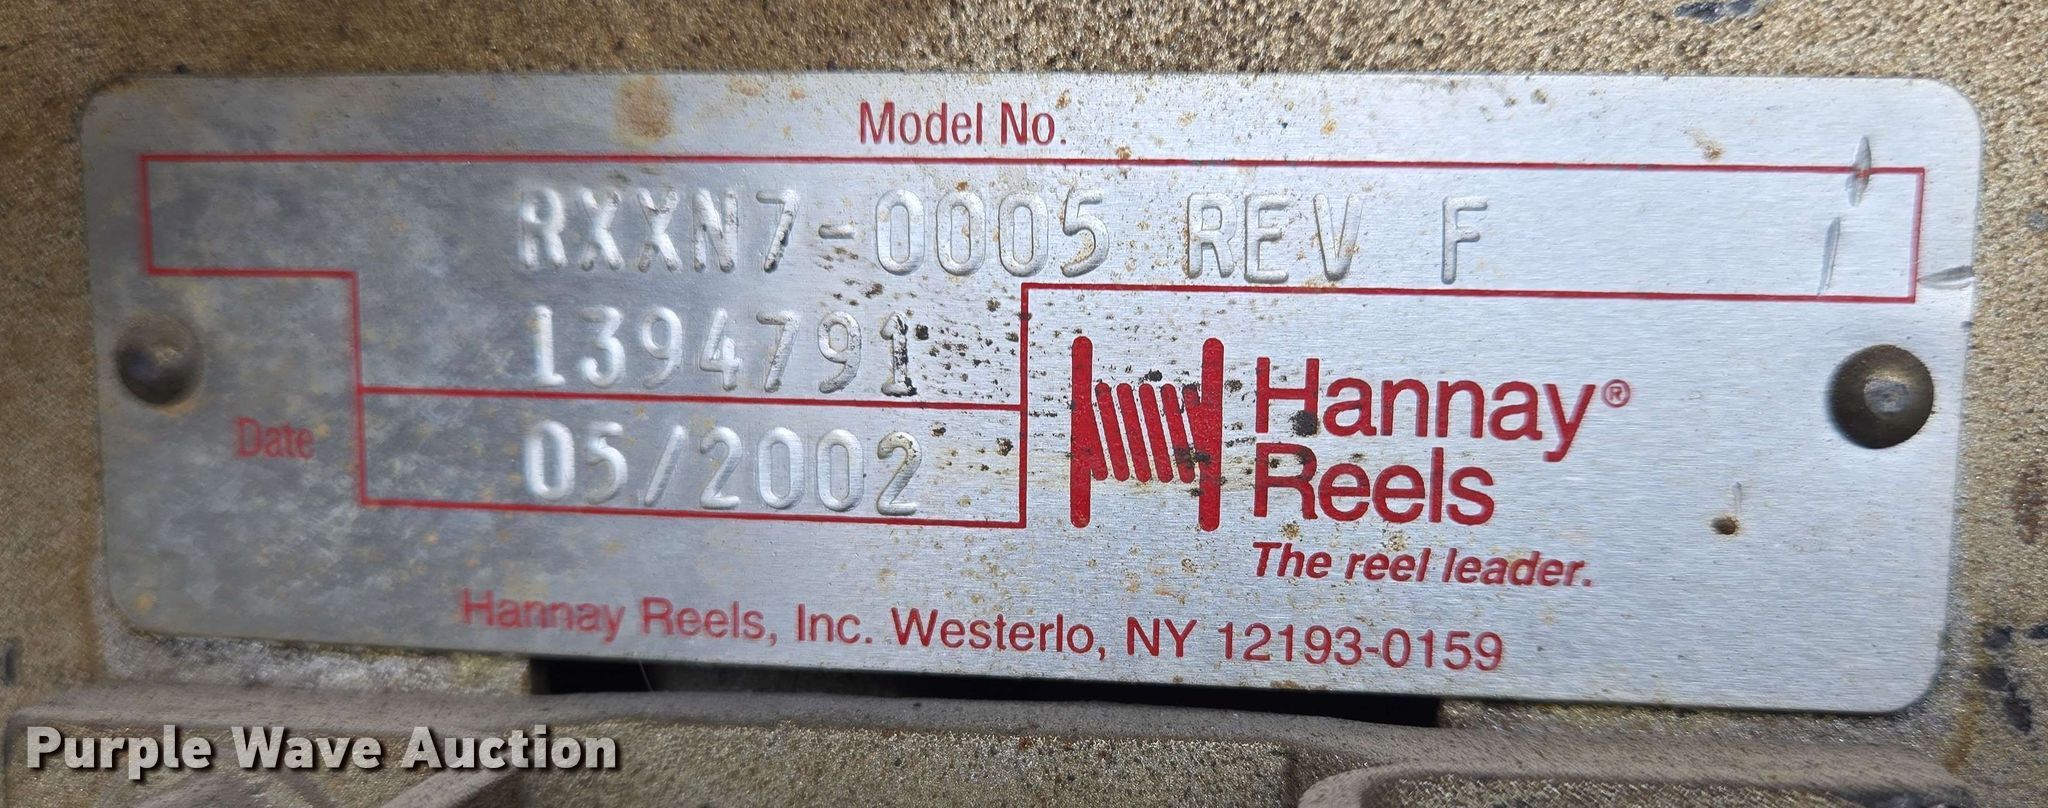 Model No.
RXXN7-0005 REV F
1394791
Date 05/2002
Hannay®
Reels
The reel leader.
Hannay Reels, Inc. Westerlo, NY 12193-0159
Purple Wave Auction